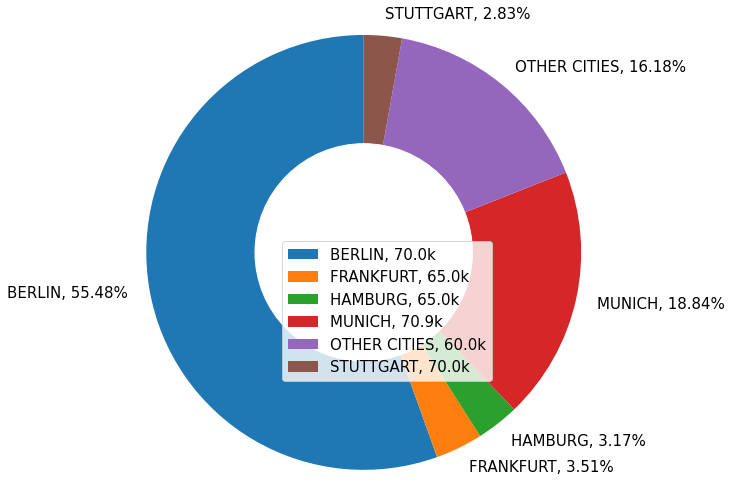 STUTTGART, 2.83%
OTHER CITIES, 16.18%
BERLIN, 70.0k
FRANKFURT, 65.0k
HAMBURG, 65.0k
MUNICH, 70.9k
OTHER CITIES, 60.0k
STUTTGART, 70.0k
BERLIN, 55.48%
MUNICH, 18.84%
HAMBURG, 3.17%
FRANKFURT, 3.51%